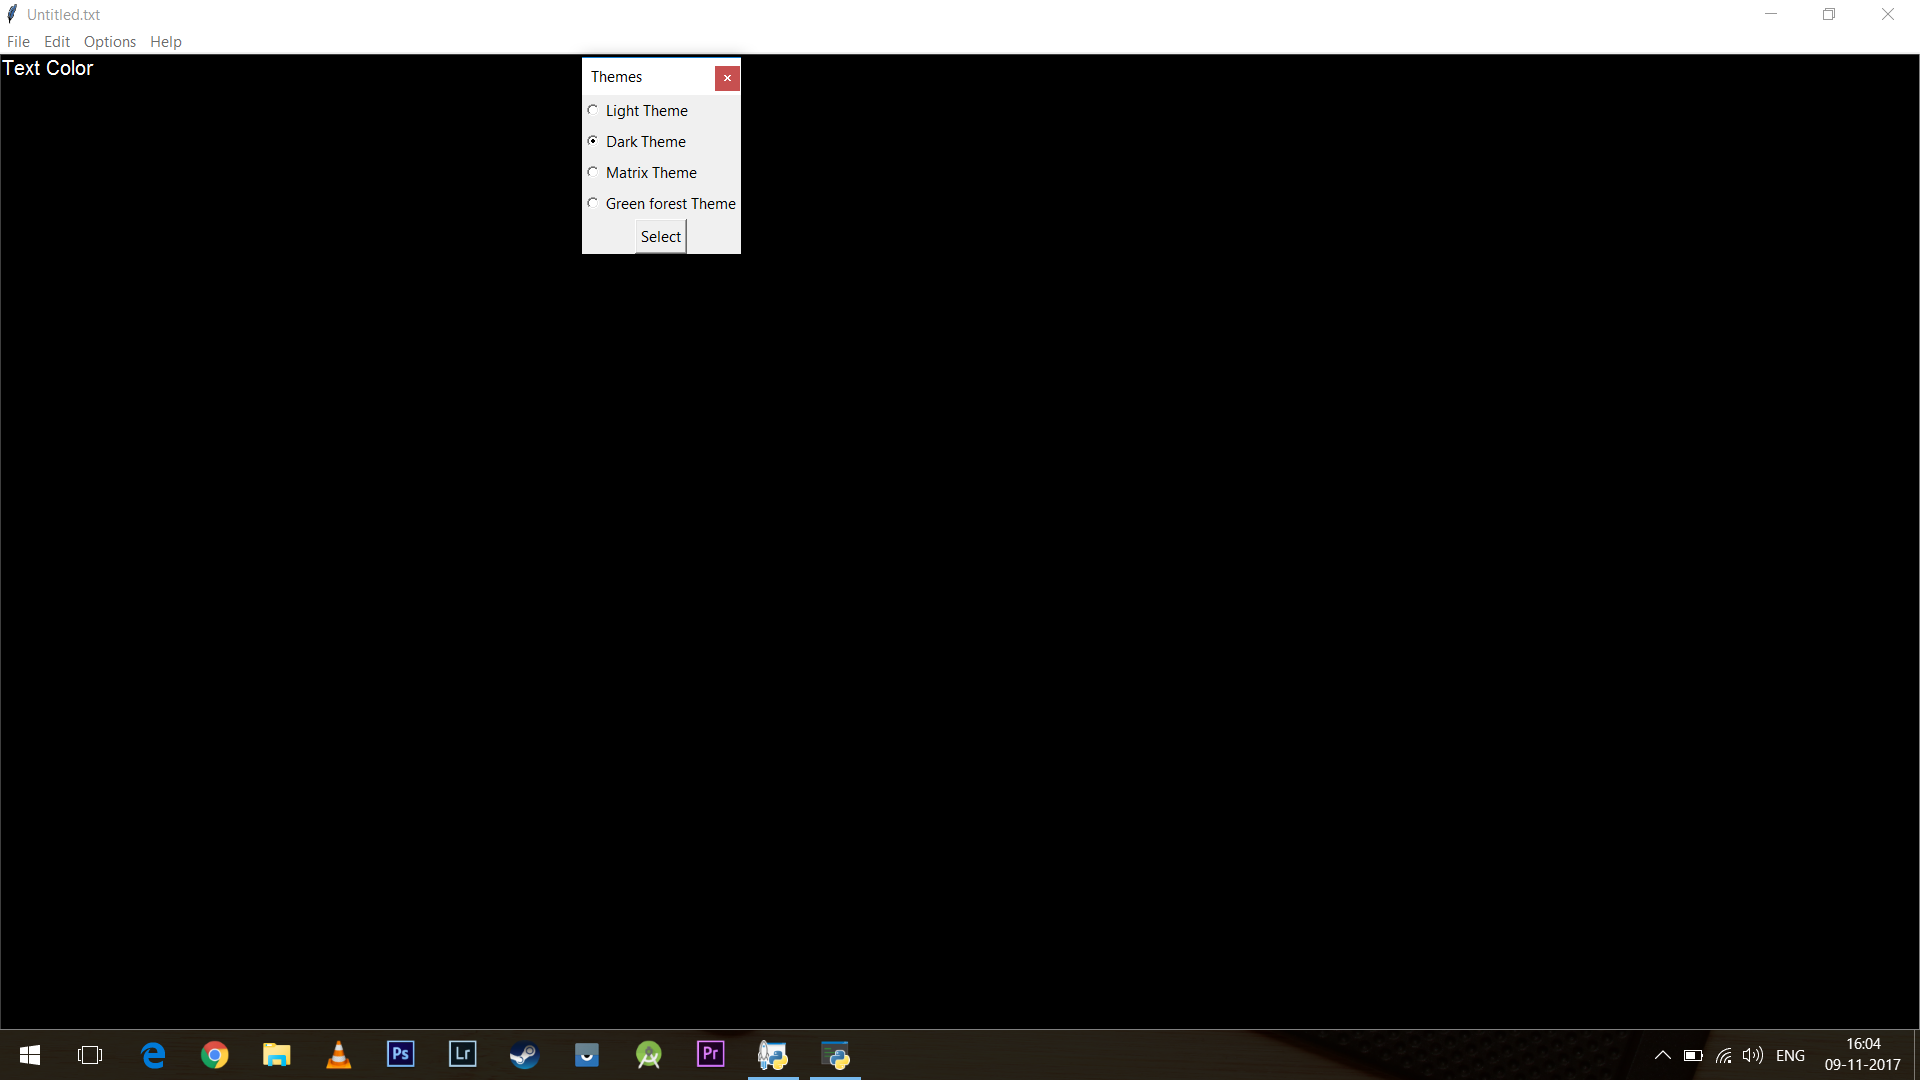 Untitled.txt
File Edit Options Help
Text Color
Themes
Light Theme
Dark Theme
Matrix Theme
Green forest Theme
Select
Ps
Lr
Pr
ENG
16:04
09-11-2017